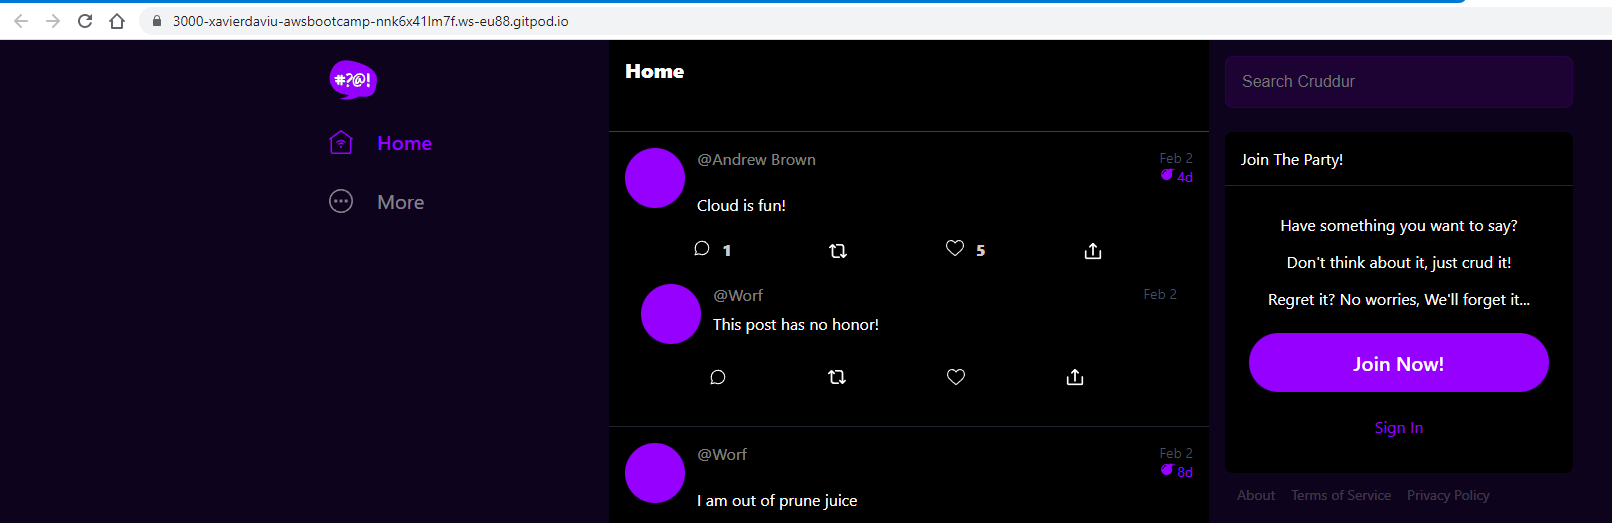 3000-xavierdaviu-awsbootcamp-nnk6x41lm7f.ws-eu88.gitpod.io
#?@!
Home
More
Home
@Andrew Brown
Feb 2
4d
Cloud is fun!
1
5
@Worf
Feb 2
This post has no honor!
@Worf
Feb 2
8d
I am out of prune juice
Search Cruddur
Join The Party!
Have something you want to say?
Don't think about it, just crud it!
Regret it? No worries, We'll forget it...
Join Now!
Sign In
About Terms of Service Privacy Policy